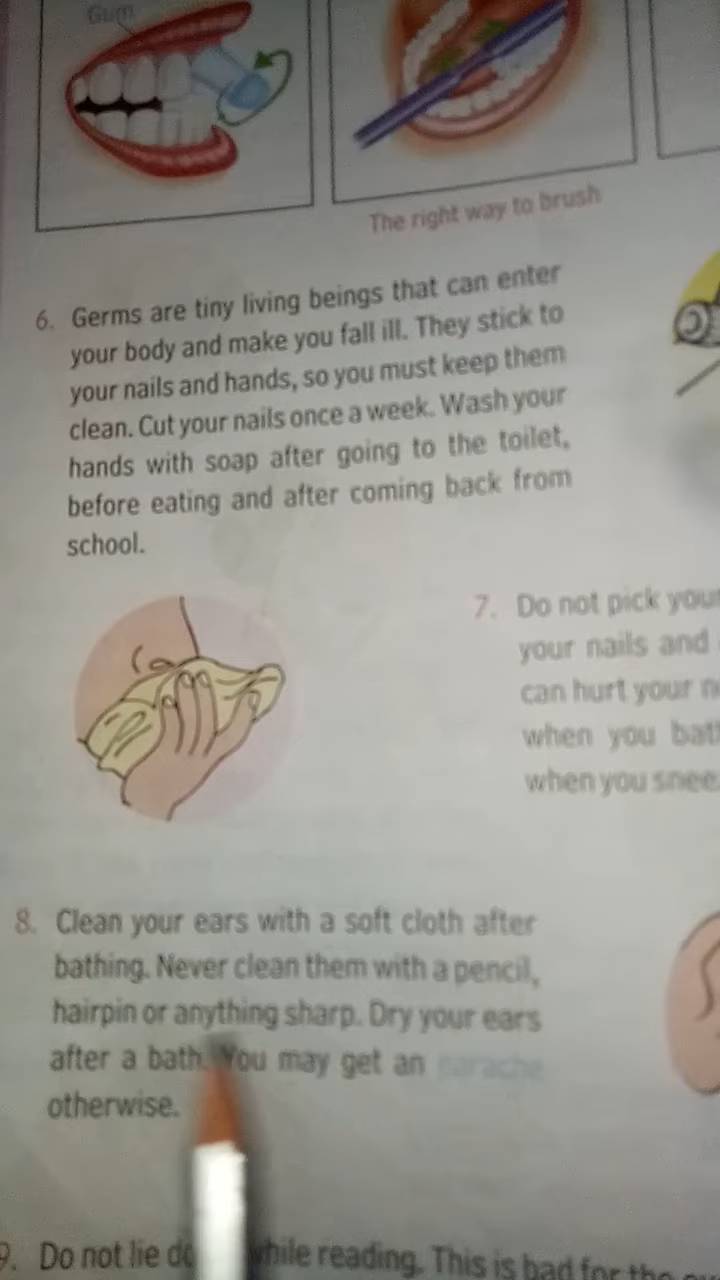 Gum
The right way to brush
6. Germs are tiny living beings that can enter
your body and make you fall ill. They stick to
your nails and hands, so you must keep them
clean. Cut your nails once a week. Wash your
hands with soap after going to the toilet,
before eating and after coming back from
school.
7. Do not pick your
your nails and
can hurt your
when you
when you
8. Clean your ears with a soft cloth after
bathing. Never clean them with a pencil,
hairpin or anything sharp. Dry your ears
after a bath. You may get an earache
otherwise.
9. Do not lie while reading. This is bad for the